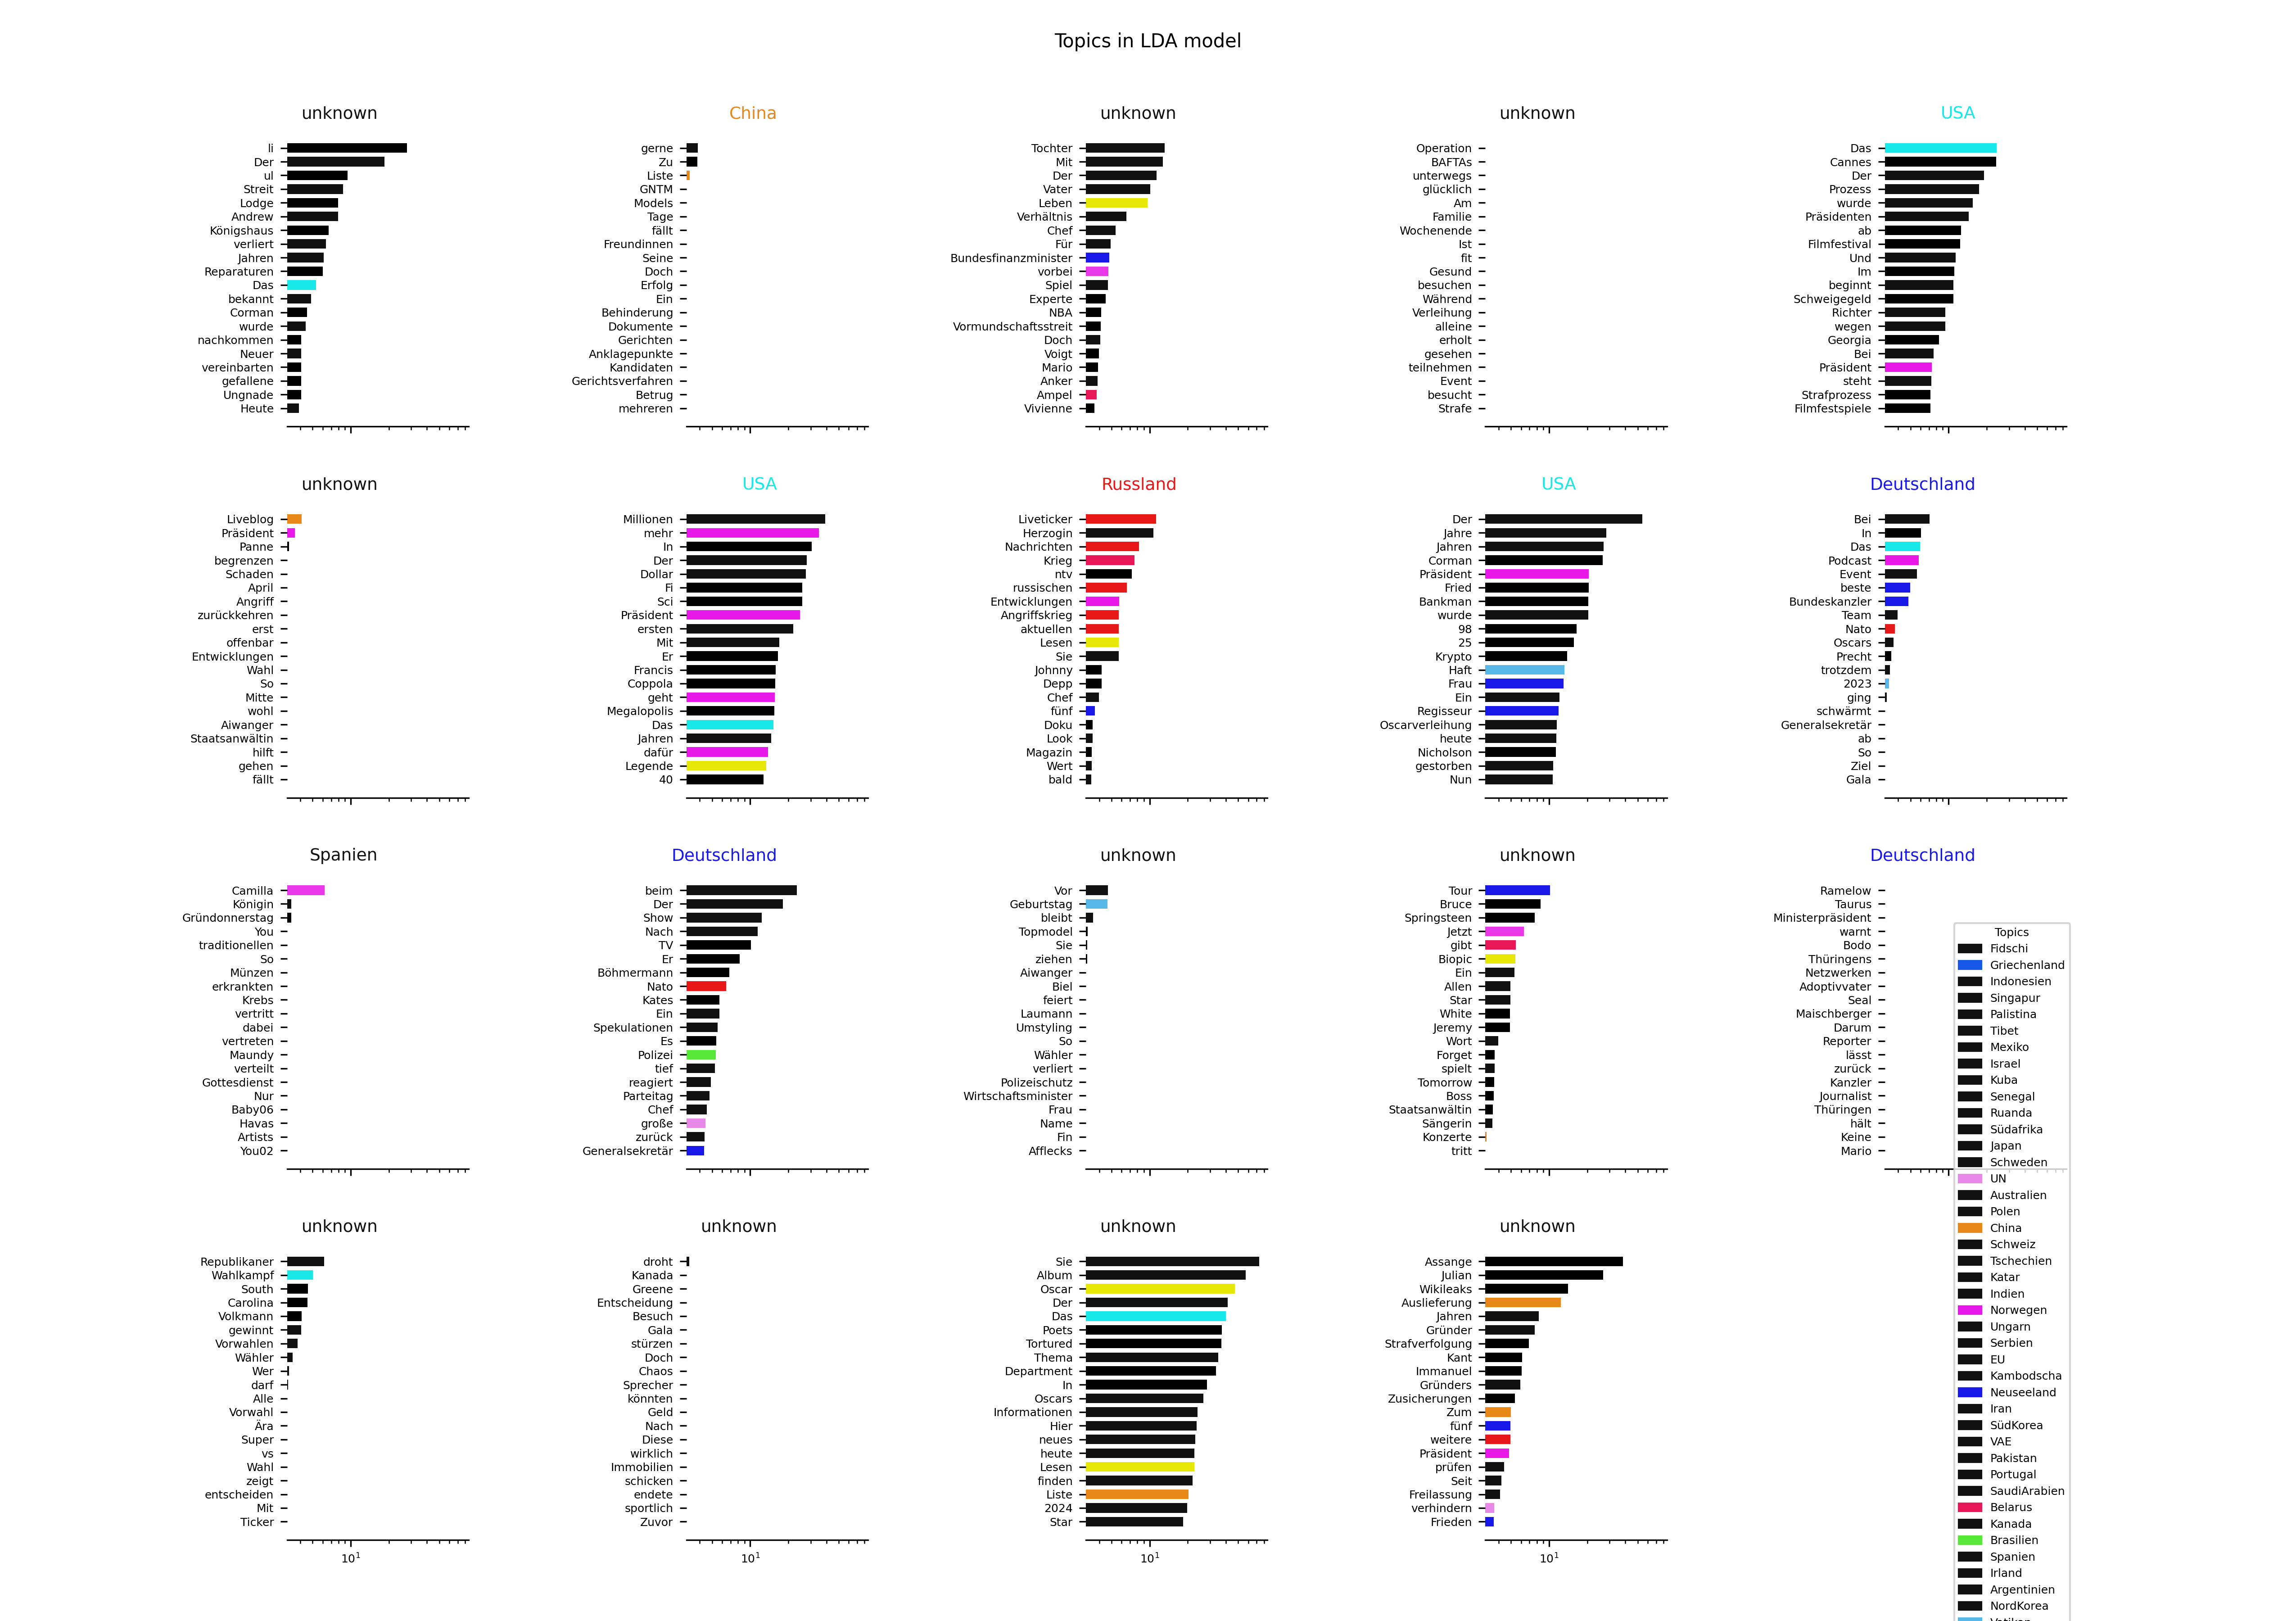 Topics in LDA model
unknown
li
Der
ul
Streit
Lodge
Andrew
Königshaus
verliert
Jahren
Reparaturen
Das
bekannt
Corman
wurde
nachkommen
Neuer
vereinbarten
gefallene
Ungnade
Heute
China
gerne
Zu
Liste
GNTM
Models
Tage
fällt
Freundinnen
Seine
Doch
Erfolg
Ein
Behinderung
Dokumente
Gerichten
Anklagepunkte
Kandidaten
Gerichtsverfahren
Betrug
mehreren
unknown
Tochter
Mit
Der
Vater
Leben
Verhältnis
Chef
Für
Bundesfinanzminister
vorbei
Spiel
Experte
NBA
Vormundschaftsstreit
Doch
Voigt
Mario
Anker
Ampel
Vivienne
unknown
Operation
BAFTAs
unterwegs
glücklich
Am
Familie
Wochenende
Ist
fit
Gesund
besuchen
Während
Verleihung
alleine
erholt
gesehen
teilnehmen
Event
besucht
Strafe
USA
Das
Cannes
Der
Prozess
wurde
Präsidenten
ab
Filmfestival
Und
Im
beginnt
Schweigegeld
Richter
wegen
Georgia
Bei
Präsident
steht
Strafprozess
Filmfestspiele
unknown
Liveblog
Präsident
Panne
begrenzen
Schaden
April
Angriff
zurückkehren
erst
offenbar
Entwicklungen
Wahl
So
Mitte
wohl
Aiwanger
Staatsanwältin
hilft
gehen
fällt
USA
Millionen
mehr
In
Der
Dollar
Fi
Sci
Präsident
ersten
Mit
Er
Francis
Coppola
geht
Megalopolis
Das
Jahren
dafür
Legende
40
Russland
Liveticker
Herzogin
Nachrichten
Krieg
ntv
russischen
Entwicklungen
Angriffskrieg
aktuellen
Lesen
Sie
Johnny
Depp
Chef
fünf
Doku
Look
Magazin
Wert
bald
USA
Der
Jahre
Jahren
Corman
Präsident
Fried
Bankman
wurde
98
25
Krypto
Haft
Frau
Ein
Regisseur
Oscarverleihung
heute
Nicholson
gestorben
Nun
Deutschland
Bei
In
Das
Podcast
Event
beste
Bundeskanzler
Team
Nato
Oscars
Precht
trotzdem
2023
ging
schwärmt
Generalsekretär
ab
So
Ziel
Gala
Spanien
Camilla
Königin
Gründonnerstag
You
traditionellen
So
Münzen
erkrankten
Krebs
vertritt
dabei
vertreten
Maundy
verteilt
Gottesdienst
Nur
Baby06
Havas
Artists
You02
Deutschland
beim
Der
Show
Nach
TV
Er
Böhmermann
Nato
Kates
Ein
Spekulationen
Es
Polizei
tief
reagiert
Parteitag
Chef
große
zurück
Generalsekretär
unknown
Vor
Geburtstag
bleibt
Topmodel
Sie
ziehen
Aiwanger
Biel
feiert
Laumann
Umstyling
So
Wähler
verliert
Polizeischutz
Wirtschaftsminister
Frau
Name
Fin
Afflecks
unknown
Tour
Bruce
Springsteen
Jetzt
gibt
Biopic
Ein
Allen
Star
White
Jeremy
Wort
Forget
spielt
Tomorrow
Boss
Staatsanwältin
Sängerin
Konzerte
tritt
Deutschland
Ramelow
Taurus
Ministerpräsident
warnt
Bodo
Thüringens
Netzwerken
Adoptivvater
Seal
Maischberger
Darum
Reporter
lässt
zurück
Kanzler
Journalist
Thüringen
hält
Keine
Mario
unknown
Republikaner
Wahlkampf
South
Carolina
Volkmann
gewinnt
Vorwahlen
Wähler
Wer
darf
Alle
Vorwahl
Ära
Super
vs
Wahl
zeigt
entscheiden
Mit
Ticker
10¹
unknown
droht
Kanada
Greene
Entscheidung
Besuch
Gala
stürzen
Doch
Chaos
Sprecher
könnten
Geld
Nach
Diese
wirklich
Immobilien
schicken
endete
sportlich
Zuvor
10¹
unknown
Sie
Album
Oscar
Der
Das
Poets
Tortured
Thema
Department
In
Oscars
Informationen
Hier
neues
heute
Lesen
finden
Liste
2024
Star
10¹
unknown
Assange
Julian
Wikileaks
Auslieferung
Jahren
Gründer
Strafverfolgung
Kant
Immanuel
Gründers
Zusicherungen
Zum
fünf
weitere
Präsident
prüfen
Seit
Freilassung
verhindern
Frieden
10¹
Topics
Fidschi
Griechenland
Indonesien
Singapur
Palistina
Tibet
Mexiko
Israel
Kuba
Senegal
Ruanda
Südafrika
Japan
Schweden
UN
Australien
Polen
China
Schweiz
Tschechien
Katar
Indien
Norwegen
Ungarn
Serbien
EU
Kambodscha
Neuseeland
Iran
SüdKorea
VAE
Pakistan
Portugal
SaudiArabien
Belarus
Kanada
Brasilien
Spanien
Irland
Argentinien
NordKorea